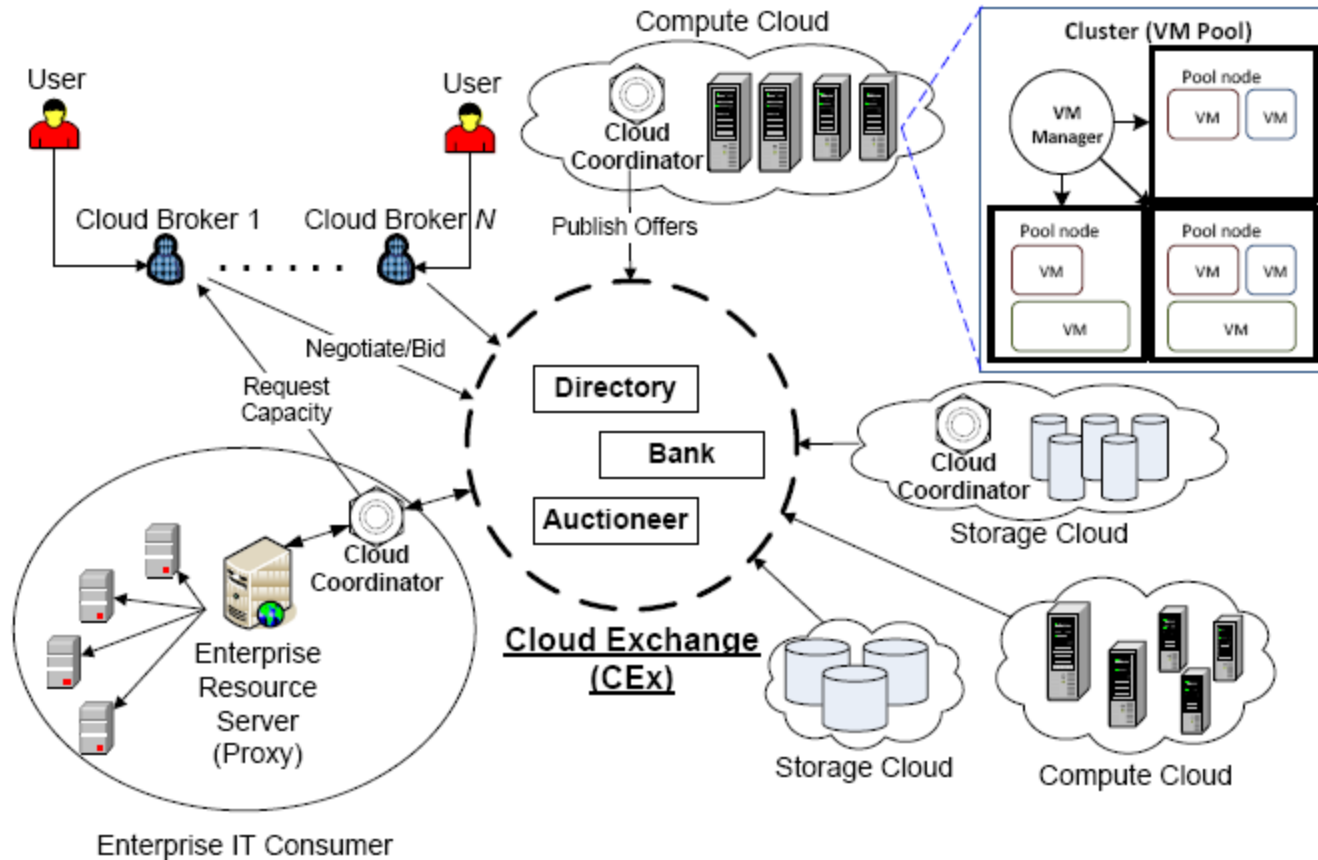 Compute Cloud
Cluster (VM Pool)
User
User
Pool node
VM
VM
VM
Manager
Cloud
Coordinator
Cloud Broker 1
Cloud Broker N
Publish Offers
Pool node
VM
VM
Pool node
VM
VM
VM
Negotiate/Bid
Request
Capacity
Directory
Bank
Auctioneer
Cloud
Coordinator
Storage Cloud
Cloud
Coordinator
Enterprise
Resource
Server
(Proxy)
Cloud Exchange
(CEx)
Storage Cloud
Compute Cloud
Enterprise IT Consumer